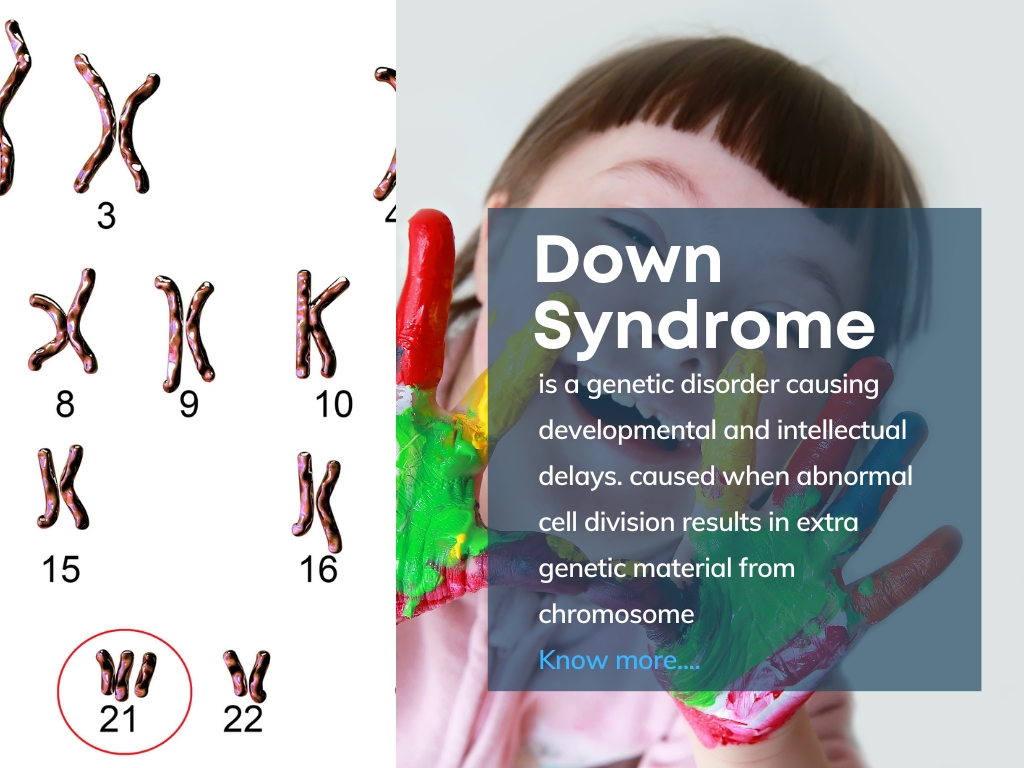 3
4
8 9 10
15 16
21 22
Down
Syndrome
is a genetic disorder causing
developmental and intellectual
delays. caused when abnormal
cell division results in extra
genetic material from
chromosome
Know more....